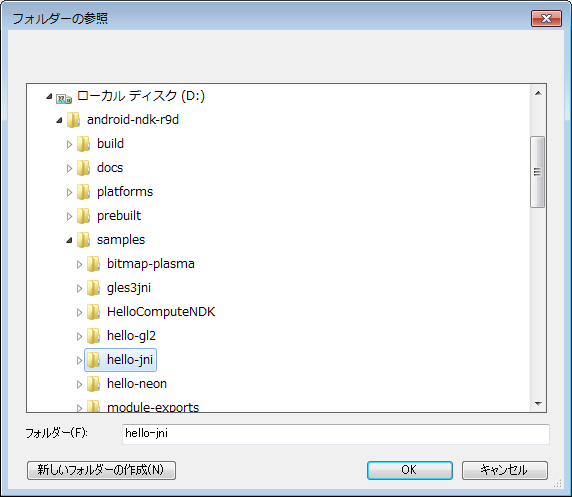 フォルダーの参照
ローカル ディスク (D:)
android-ndk-r9d
build
docs
platforms
prebuilt
samples
bitmap-plasma
gles3jni
HelloComputeNDK
hello-gl2
hello-jni
hello-neon
module-exports
フォルダー(F):
hello-jni
新しいフォルダーの作成(N)
OK
キャンセル